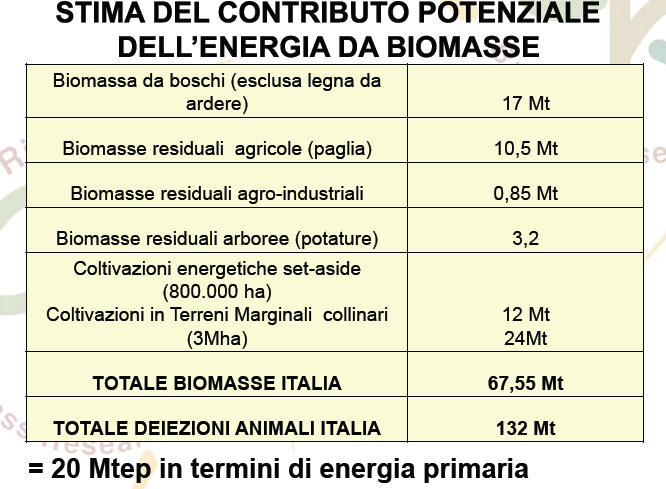 STIMA DEL CONTRIBUTO POTENZIALE
DELL'ENERGIA DA BIOMASSE
Biomassa da boschi (esclusa legna da
ardere) 17 Mt
Biomasse residuali agricole (paglia) 10,5 Mt
Biomasse residuali agro-industriali 0,85 Mt
Biomasse residuali arboree (potature) 3,2
Coltivazioni energetiche set-aside
(800.000 ha)
Coltivazioni in Terreni Marginali collinari 12 Mt
(3Mha) 24Mt
TOTALE BIOMASSE ITALIA 67,55 Mt
TOTALE DEIEZIONI ANIMALI ITALIA 132 Mt
= 20 Mtep in termini di energia primaria